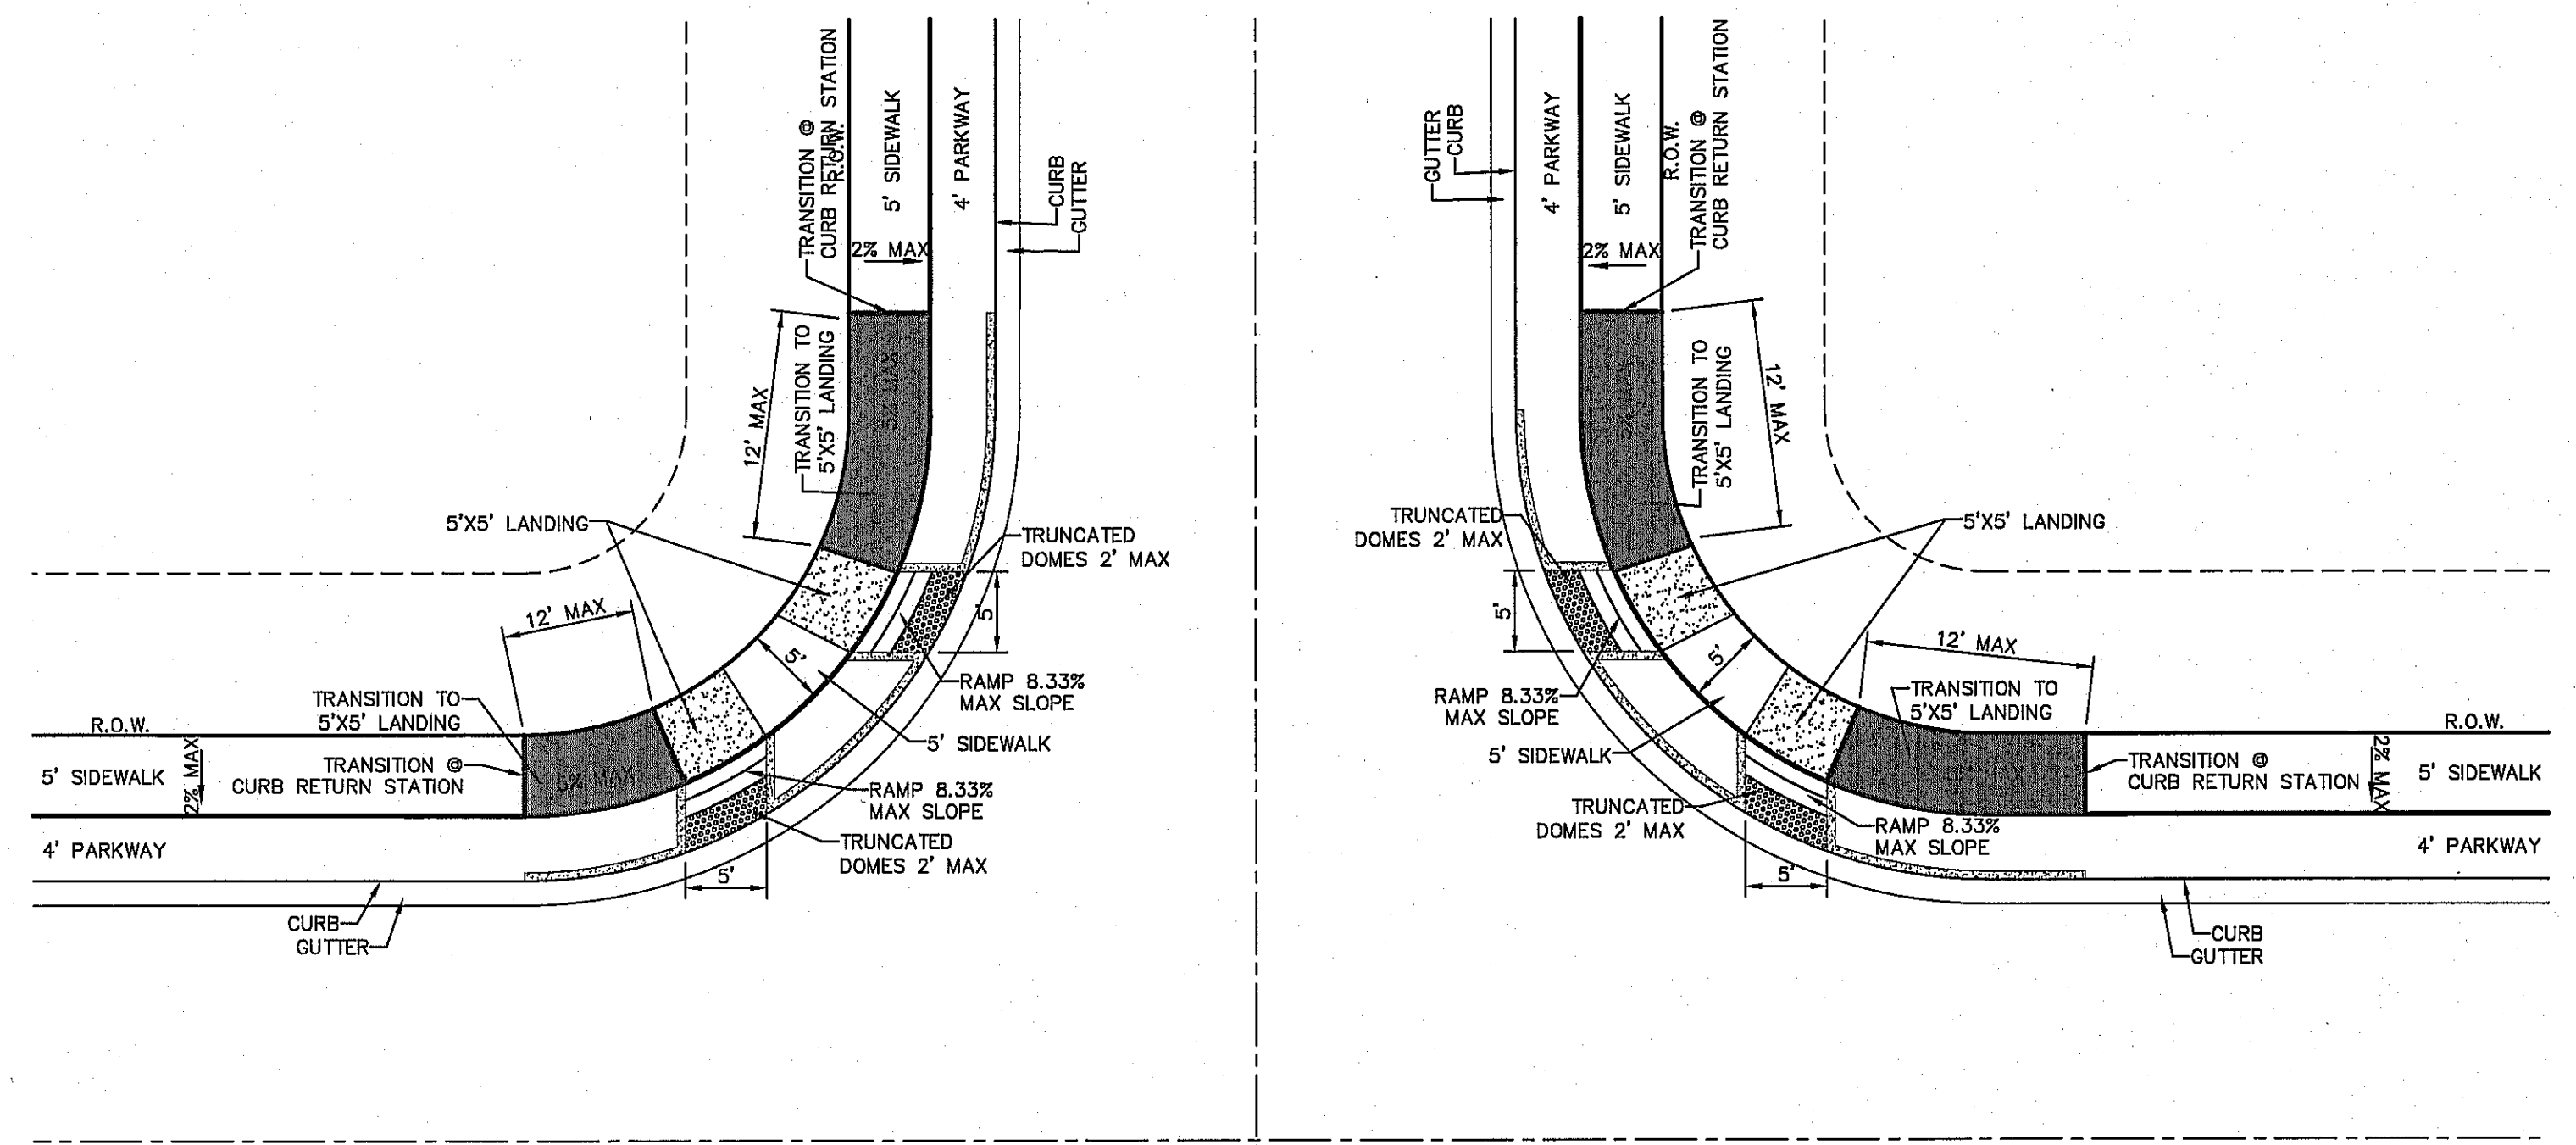 TRANSITION @
CURB RETURN STATION
R.O.W.
5' SIDEWALK
4' PARKWAY
CURB
GUTTER
2% MAX
12' MAX
TRANSITION TO
5'X5' LANDING
5% MAX
5'X5' LANDING
TRUNCATED
DOMES 2' MAX
5'
12' MAX
5'
RAMP 8.33%
MAX SLOPE
TRANSITION TO
5'X5' LANDING
R.O.W.
5' SIDEWALK
5' SIDEWALK
2% MAX
TRANSITION @
CURB RETURN STATION
5% MAX
RAMP 8.33%
MAX SLOPE
4' PARKWAY
TRUNCATED
DOMES 2' MAX
5'
CURB
GUTTER
GUTTER
CURB
4' PARKWAY
5' SIDEWALK
R.O.W.
TRANSITION @
CURB RETURN STATION
2% MAX
TRANSITION TO
5'X5' LANDING
12' MAX
5% MAX
TRUNCATED
DOMES 2' MAX
5'X5' LANDING
5'
12' MAX
5'
RAMP 8.33%
MAX SLOPE
TRANSITION TO
5'X5' LANDING
R.O.W.
5' SIDEWALK
TRANSITION @
CURB RETURN STATION
2% MAX
5' SIDEWALK
TRUNCATED
DOMES 2' MAX
RAMP 8.33%
MAX SLOPE
4' PARKWAY
5'
CURB
GUTTER